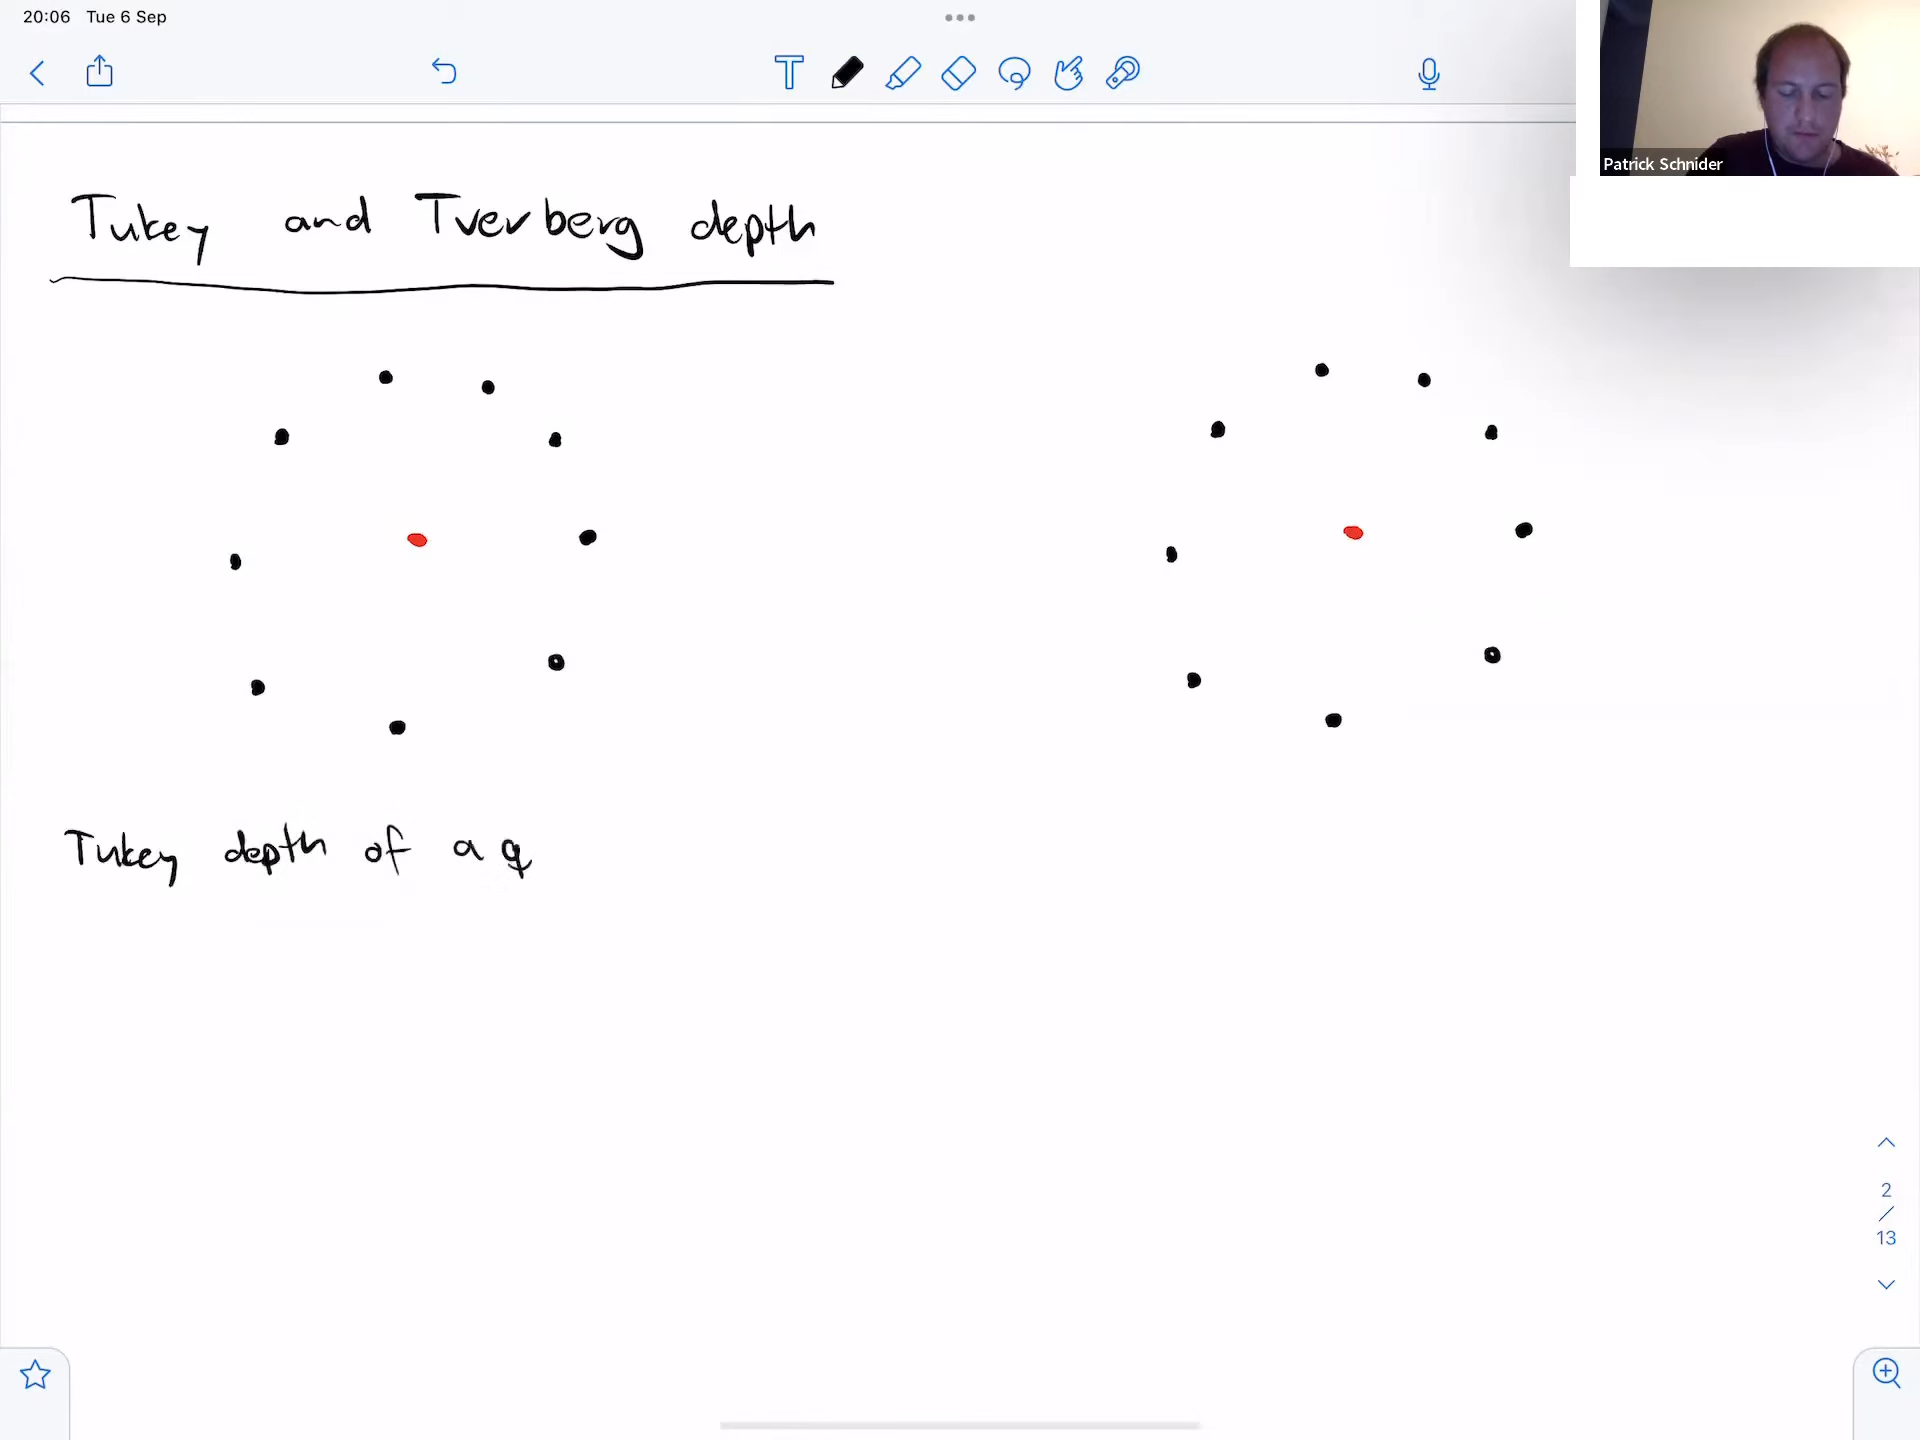 20:06 Tue 6 Sep
Patrick Schnider
Tukey and Tverberg depth
Tukey depth of a q
2
/
13